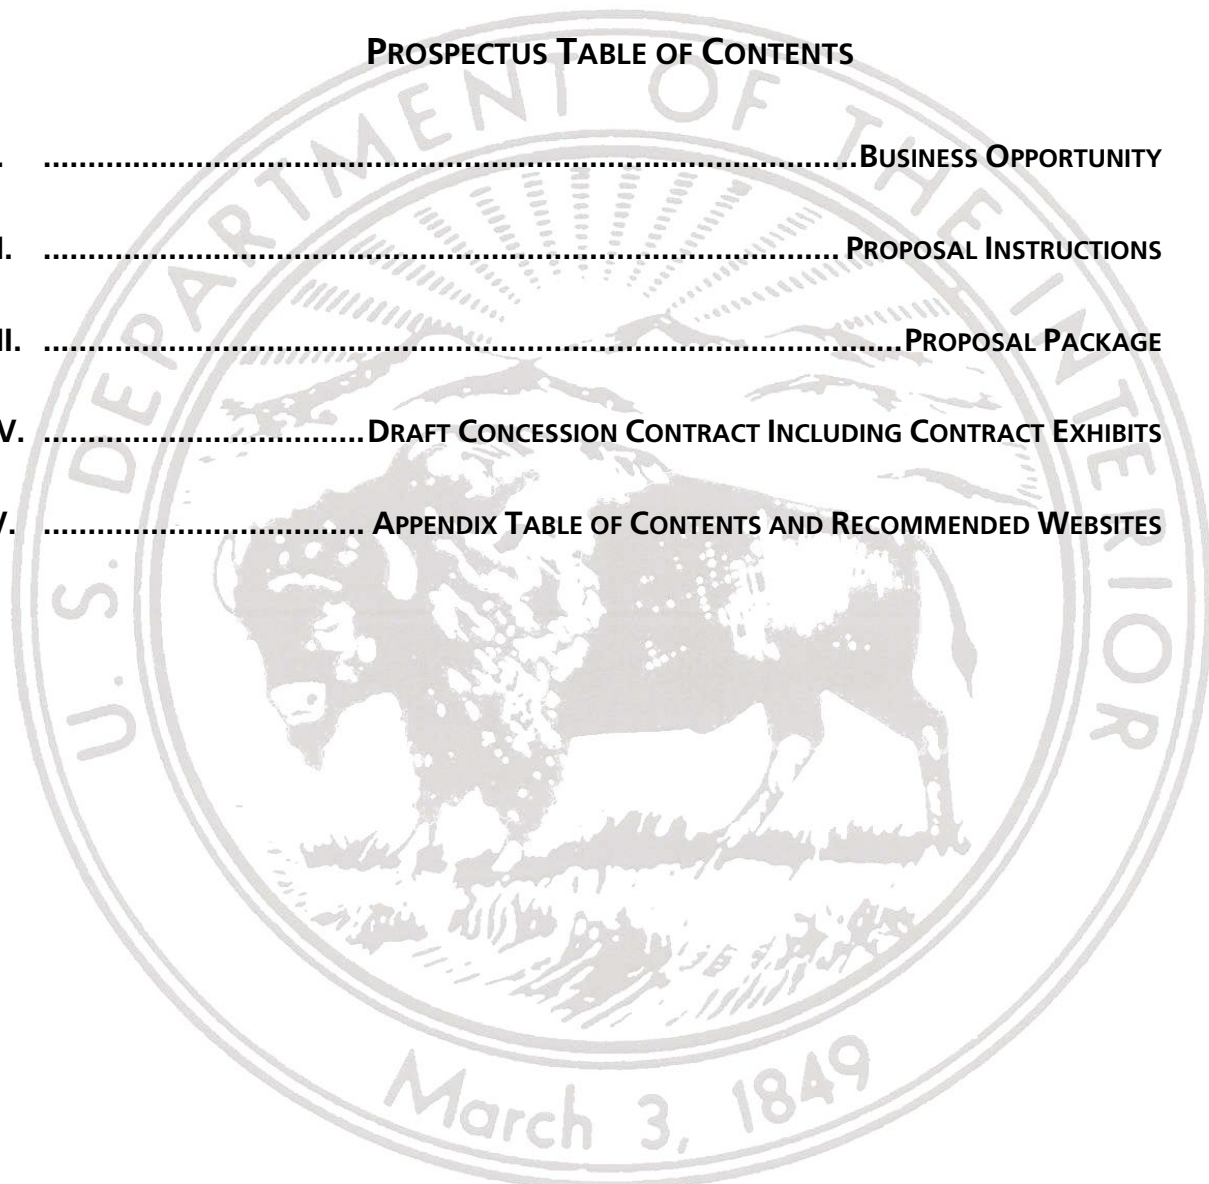 PROSPECTUS TABLE OF CONTENTS
. ........................................................................................... BUSINESS OPPORTUNITY
I. ......................................................................................... PROPOSAL INSTRUCTIONS
II. ................................................................................................ PROPOSAL PACKAGE
V. .................................... DRAFT CONCESSION CONTRACT INCLUDING CONTRACT EXHIBITS
V. .................................... APPENDIX TABLE OF CONTENTS AND RECOMMENDED WEBSITES
U. S. DEPARTMENT OF THE INTERIOR
March 3, 1849